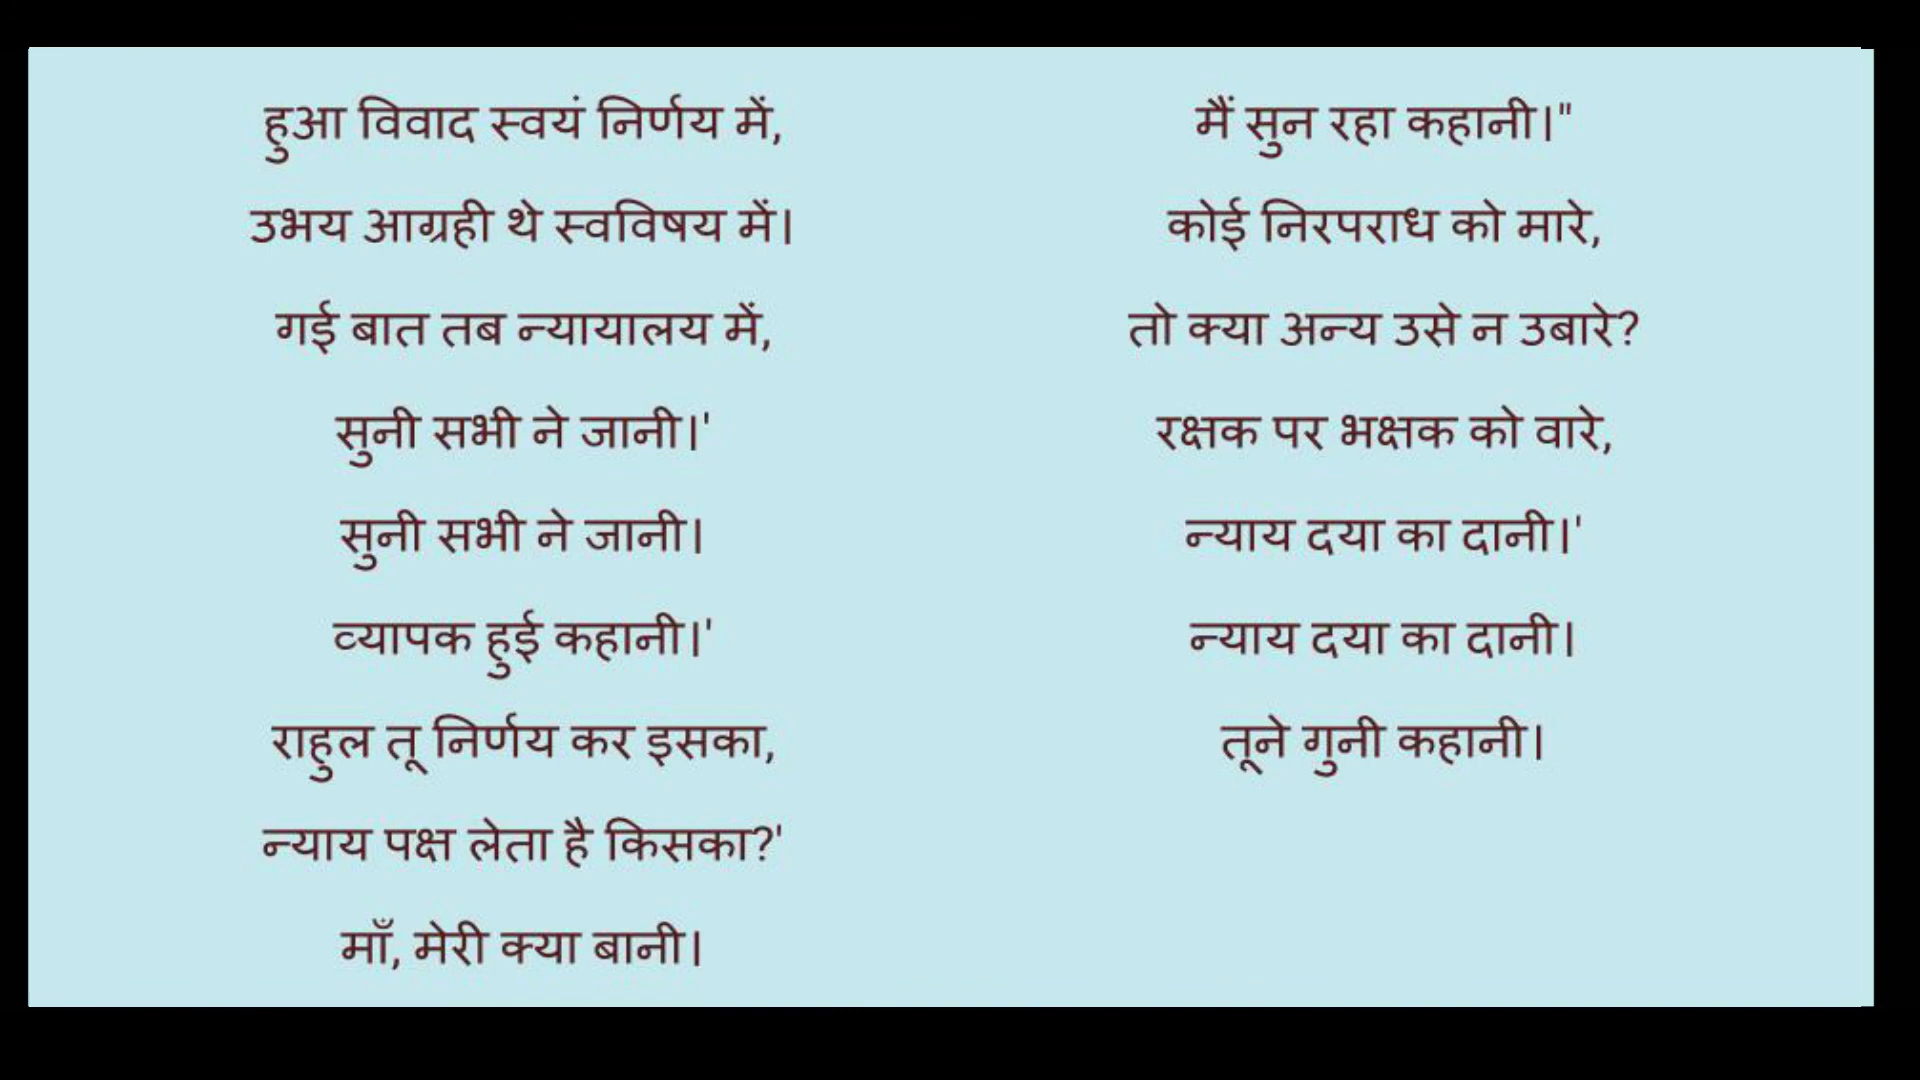 हुआ विवाद स्वयं निर्णय में,
उभय आग्रही थे स्वविषय में।
गई बात तब न्यायालय में,
सुनी सभी ने जानी।'
सुनी सभी ने जानी।
व्यापक हुई कहानी।'
राहुल तू निर्णय कर इसका,
न्याय पक्ष लेता है किसका?'
माँ, मेरी क्या बानी।
मैं सुन रहा कहानी।"
कोई निरपराध को मारे,
तो क्या अन्य उसे न उबारे?
रक्षक पर भक्षक को वारे,
न्याय दया का दानी।'
न्याय दया का दानी।
तूने गुनी कहानी।